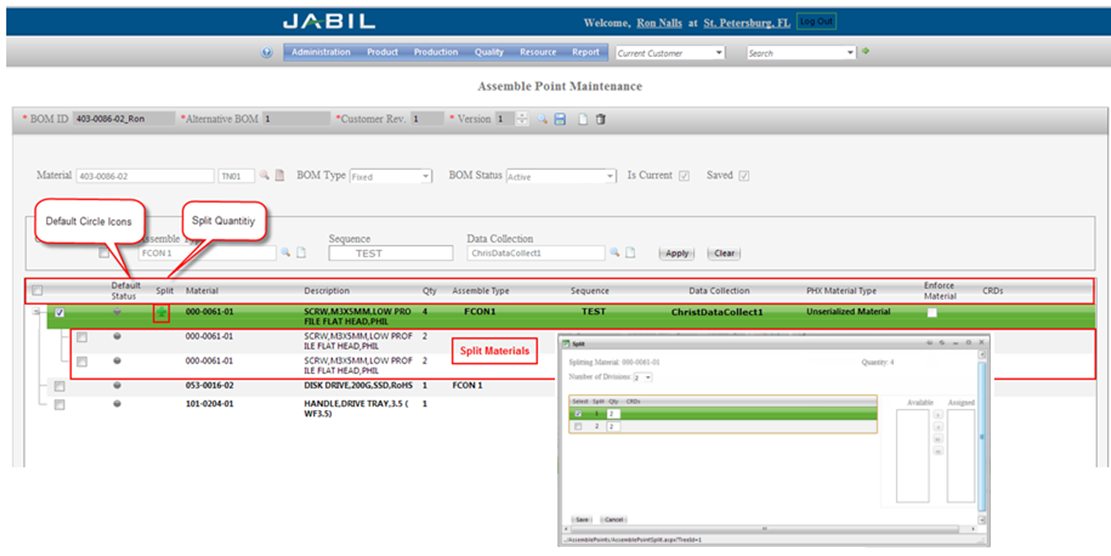 JABIL
Welcome, Ron Nalls at St. Petersburg, FL Log Out
Administration Product Production Quality Resource Report Current Customer Search
Assemble Point Maintenance
* BOM ID 403-0086-02_Ron *Alternative BOM 1 *Customer Rev. 1 * Version 1
Material 403-0086-02 TN01 BOM Type Fixed BOM Status Active Is Current Saved
Default Circle Icons
Split Quantitiy
Sequence Data Collection
FCON 1 TEST ChrisDataCollect1 Apply Clear
Default Status Split Material Description Qty Assemble Type Sequence Data Collection PHX Material Type Enforce Material CRDs
000-0061-01 SCRW,M3X5MM,LOW PRO 4 FCON1 TEST ChristDataCollect1 Unserialized Material
FILE FLAT HEAD,PHIL
000-0061-01 SCRW,M3X5MM,LOW PROF 2
ILE FLAT HEAD,PHIL
Split Materials
000-0061-01 SCRW,M3X5MM,LOW PROF 2
ILE FLAT HEAD,PHIL
053-0016-02 DISK DRIVE,200G,SSD,RoHS 1 FCON 1
101-0204-01 HANDLE,DRIVE TRAY,3.5 ( 1
WF3.5)
Split
Splitting Material: 000-0061-01 Quantity: 4
Number of Divisions: 2
Select Split Qty CRDs Available Assigned
1 2
2 2
Save Cancel
../AssemblePoints/AssemblePointSplit.aspx?TreeId=1